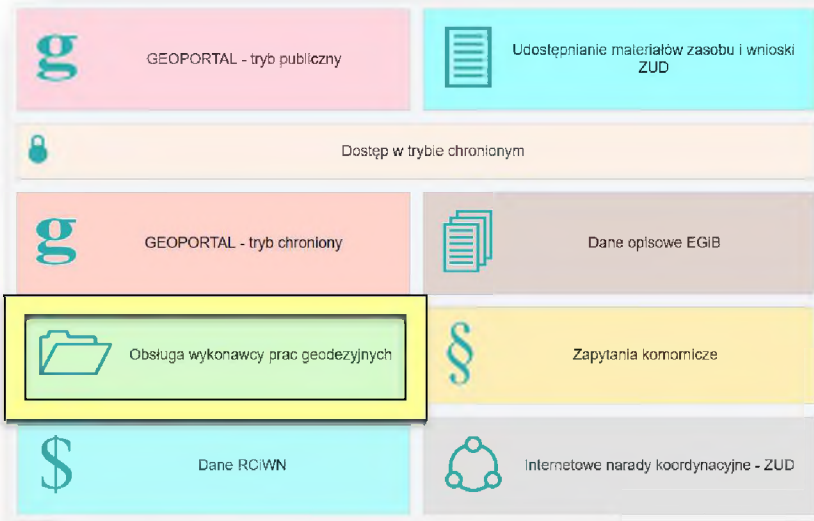 GEOPORTAL - tryb publiczny
Udostępnianie materiałów zasobu i wnioski
ZUD
Dostęp w trybie chronionym
GEOPORTAL - tryb chroniony
Dane opisowe EGiB
Obsługa wykonawcy prac geodezyjnych
Zapytania komornicze
Dane RCiWN
Internetowe narady koordynacyjne - ZUD